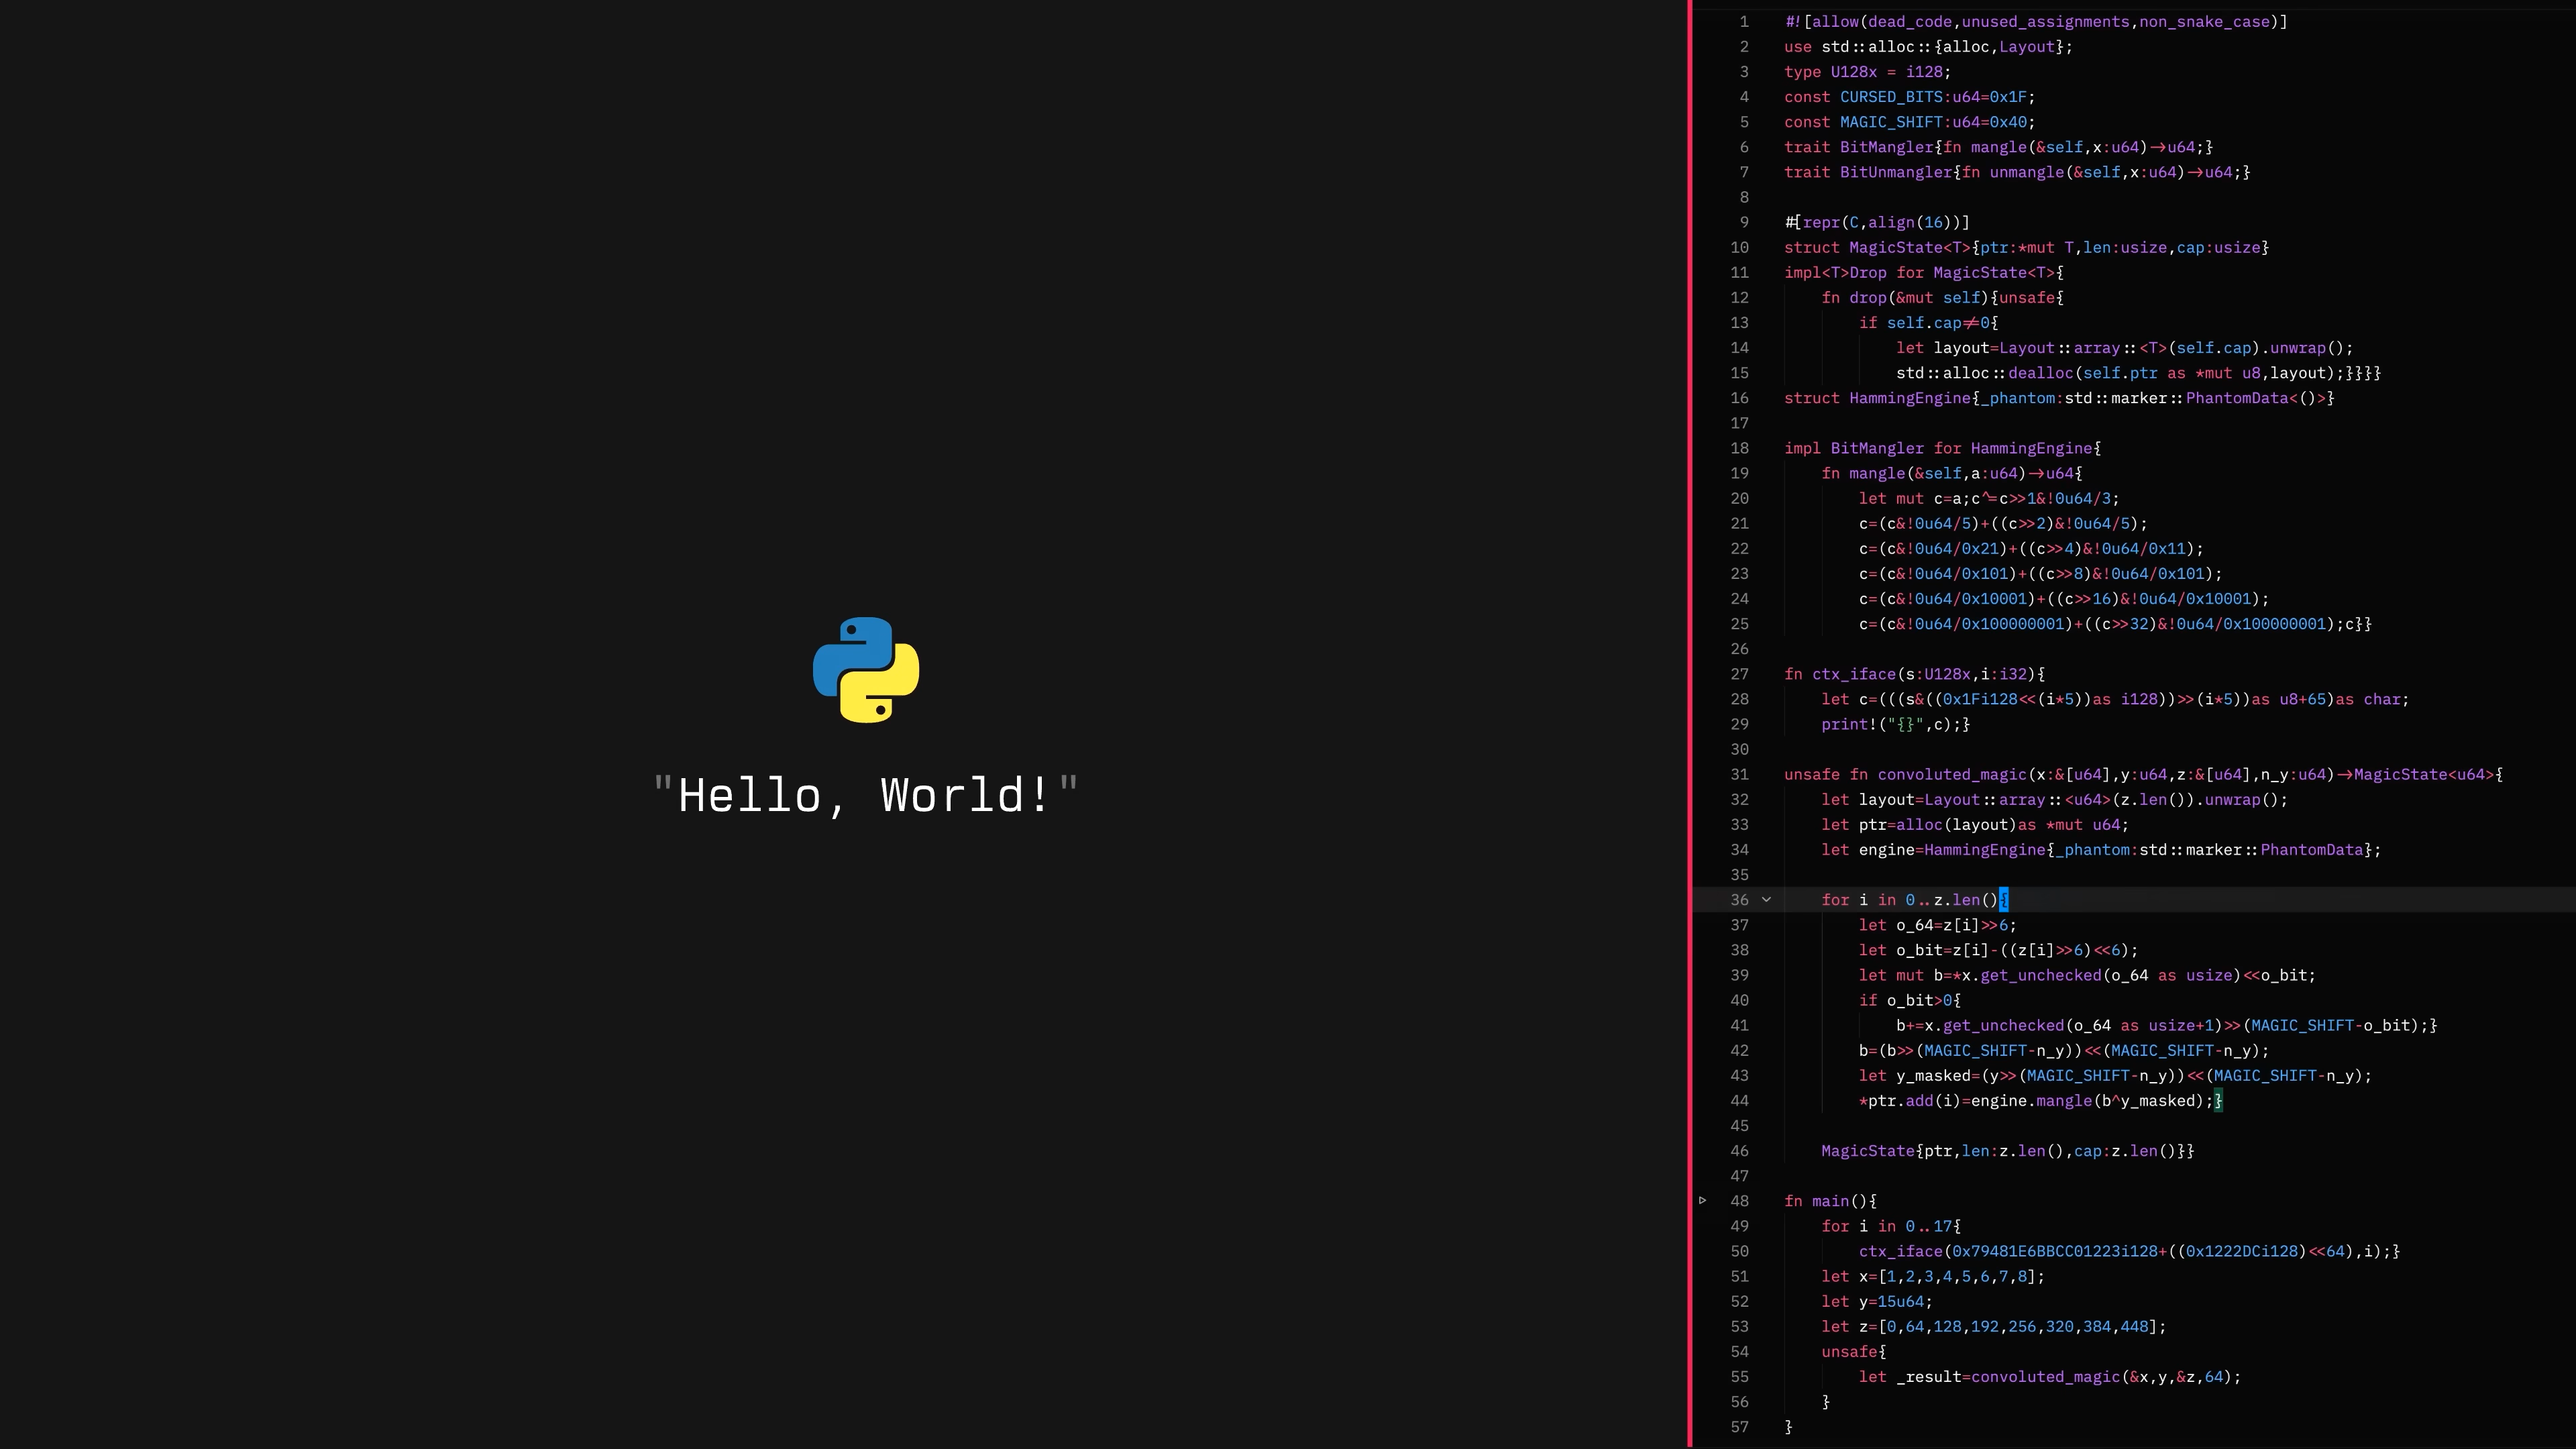 "Hello, World!"
1 #![allow(dead_code,unused_assignments,non_snake_case)]
2 use std::alloc::{alloc,Layout};
3 type U128x = i128;
4 const CURSED_BITS:u64=0x1F;
5 const MAGIC_SHIFT:u64=0x40;
6 trait BitMangler{fn mangle(&self,x:u64)->u64;}
7 trait BitUnmangler{fn unmangle(&self,x:u64)->u64;}
8
9 #[repr(C,align(16))]
10 struct MagicState<T>{ptr:*mut T,len:usize,cap:usize}
11 impl<T>Drop for MagicState<T>{
12     fn drop(&mut self){unsafe{
13         if self.cap!=0{
14             let layout=Layout::array::<T>(self.cap).unwrap();
15             std::alloc::dealloc(self.ptr as *mut u8,layout);}}}}
16 struct HammingEngine{_phantom:std::marker::PhantomData<()>}
17
18 impl BitMangler for HammingEngine{
19     fn mangle(&self,a:u64)->u64{
20         let mut c=a;c^=c>>1&!0u64/3;
21         c=(c&!0u64/5)+((c>>2)&!0u64/5);
22         c=(c&!0u64/0x21)+((c>>4)&!0u64/0x11);
23         c=(c&!0u64/0x101)+((c>>8)&!0u64/0x101);
24         c=(c&!0u64/0x10001)+((c>>16)&!0u64/0x10001);
25         c=(c&!0u64/0x100000001)+((c>>32)&!0u64/0x100000001);c}}
26
27 fn ctx_iface(s:U128x,i:i32){
28     let c=(((s&((0x1Fi128<<(i*5))as i128))>>(i*5))as u8+65)as char;
29     print!("{}",c);}
30
31 unsafe fn convoluted_magic(x:&[u64],y:u64,z:&[u64],n_y:u64)->MagicState<u64>{
32     let layout=Layout::array::<u64>(z.len()).unwrap();
33     let ptr=alloc(layout)as *mut u64;
34     let engine=HammingEngine{_phantom:std::marker::PhantomData};
35
36     for i in 0..z.len(){
37         let o_64=z[i]>>6;
38         let o_bit=z[i]-((z[i]>>6)<<6);
39         let mut b=*x.get_unchecked(o_64 as usize)<<o_bit;
40         if o_bit>0{
41             b+=x.get_unchecked(o_64 as usize+1)>>(MAGIC_SHIFT-o_bit);}
42         b=(b>>(MAGIC_SHIFT-n_y))<<(MAGIC_SHIFT-n_y);
43         let y_masked=(y>>(MAGIC_SHIFT-n_y))<<(MAGIC_SHIFT-n_y);
44         *ptr.add(i)=engine.mangle(b^y_masked);}
45
46     MagicState{ptr,len:z.len(),cap:z.len()}}
47
48 fn main(){
49     for i in 0..17{
50         ctx_iface(0x79481E6BBCC01223i128+((0x1222DCi128)<<64),i);}
51     let x=[1,2,3,4,5,6,7,8];
52     let y=15u64;
53     let z=[0,64,128,192,256,320,384,448];
54     unsafe{
55         let _result=convoluted_magic(&x,y,&z,64);
56     }
57 }